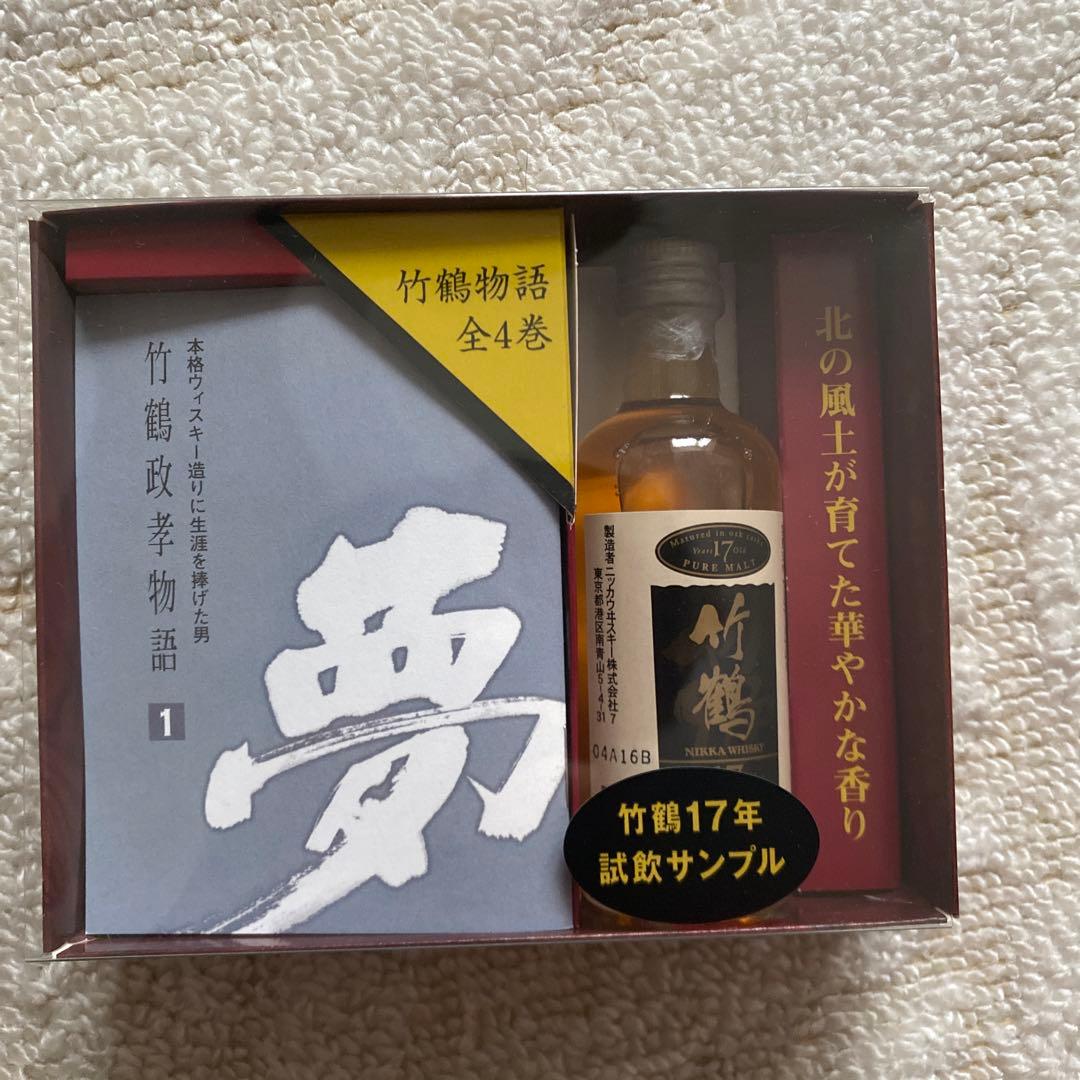 竹鶴物語
全4巻
本格ウィスキー造りに生涯を捧げた男
竹鶴政孝物語
1
夢
Matured in oak cask
Years 17 Old
PURE MALT
竹鶴
NIKKA WHISKY
製造者ニッカウヰスキー株式会社7
東京都港区南青山5-4-31
04A16B
竹鶴17年
試飲サンプル
北の風土が育てた華やかな香り